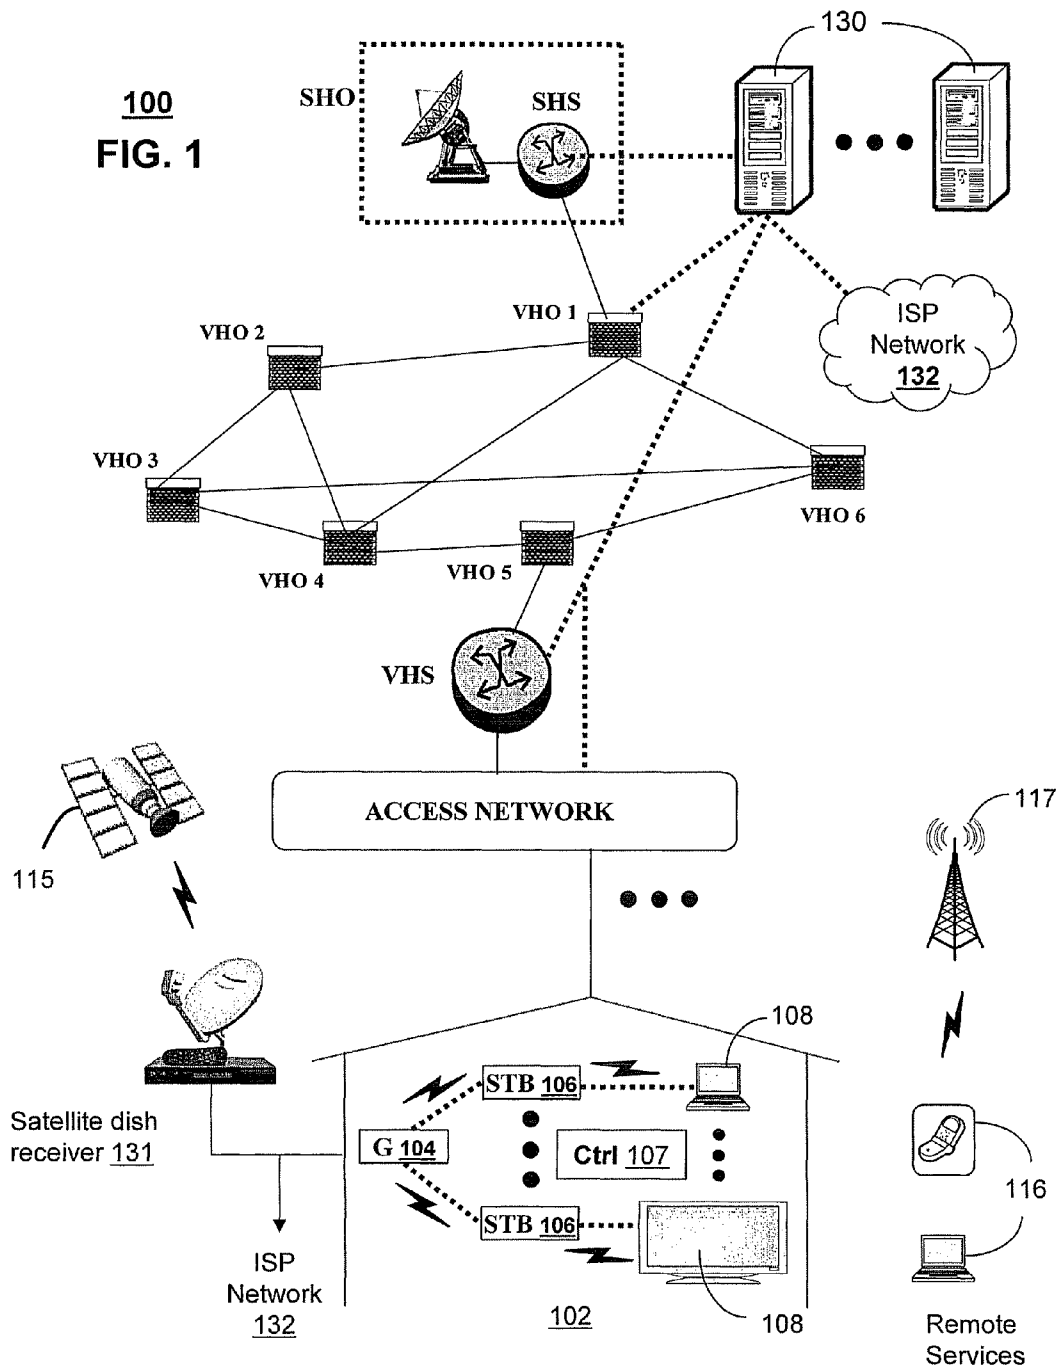 130
SHO
SHS
100
FIG. 1
ISP
Network
132
VHO 1
VHO 2
VHO 3
VHO 6
VHO 4
VHO 5
VHS
ACCESS NETWORK
117
115
108
STB 106
Satellite dish
receiver 131
G 104
Ctrl 107
116
STB 106
ISP
Network
132
102
108
Remote
Services